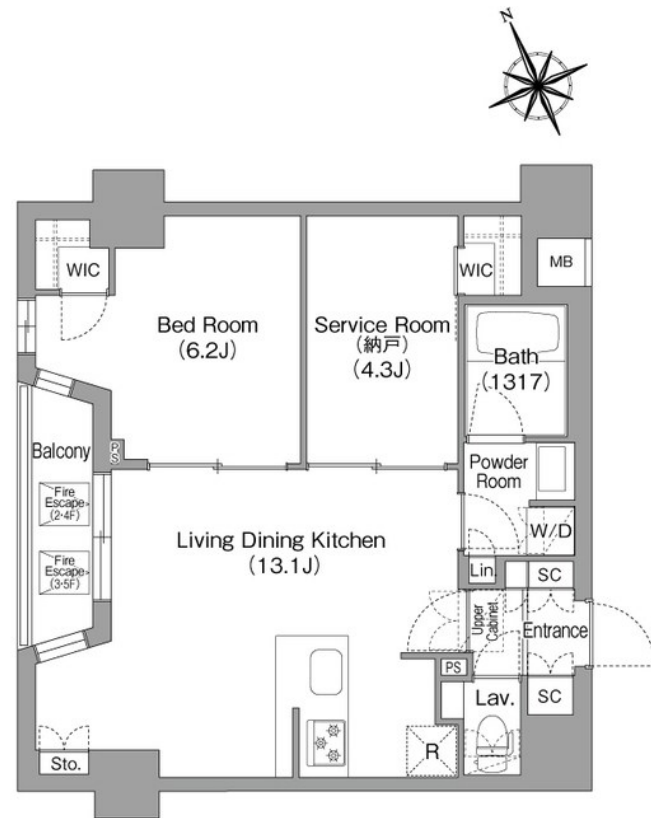 N
WIC
WIC
MB
Bed Room
(6.2J)
Service Room
(納戸)
(4.3J)
Bath
(1317)
Balcony
PS
Powder
Room
Fire
Escape
(2•4F)
Living Dining Kitchen
(13.1J)
W/D
Fire
Escape
(3•5F)
Lin.
SC
Upper
Cabinet
Entrance
PS
Lav.
SC
Sto.
R